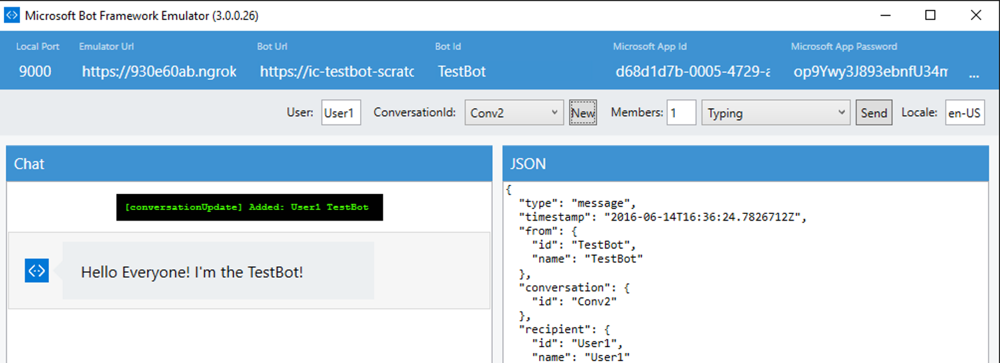 Microsoft Bot Framework Emulator (3.0.0.26)
Local Port Emulator Url Bot Url Bot Id Microsoft App Id Microsoft App Password
9000 https://930e60ab.ngrok https://ic-testbot-scratc TestBot d68d1d7b-0005-4729-a op9Ywy3J893ebnfU34m ...
User: User1 ConversationId: Conv2 New Members: 1 Typing Send Locale: en-US
Chat
[conversationUpdate] Added: User1 TestBot
Hello Everyone! I'm the TestBot!
JSON
{
"type": "message",
"timestamp": "2016-06-14T16:36:24.7826712Z",
"from": {
"id": "TestBot",
"name": "TestBot"
},
"conversation": {
"id": "Conv2"
},
"recipient": {
"id": "User1",
"name": "User1"